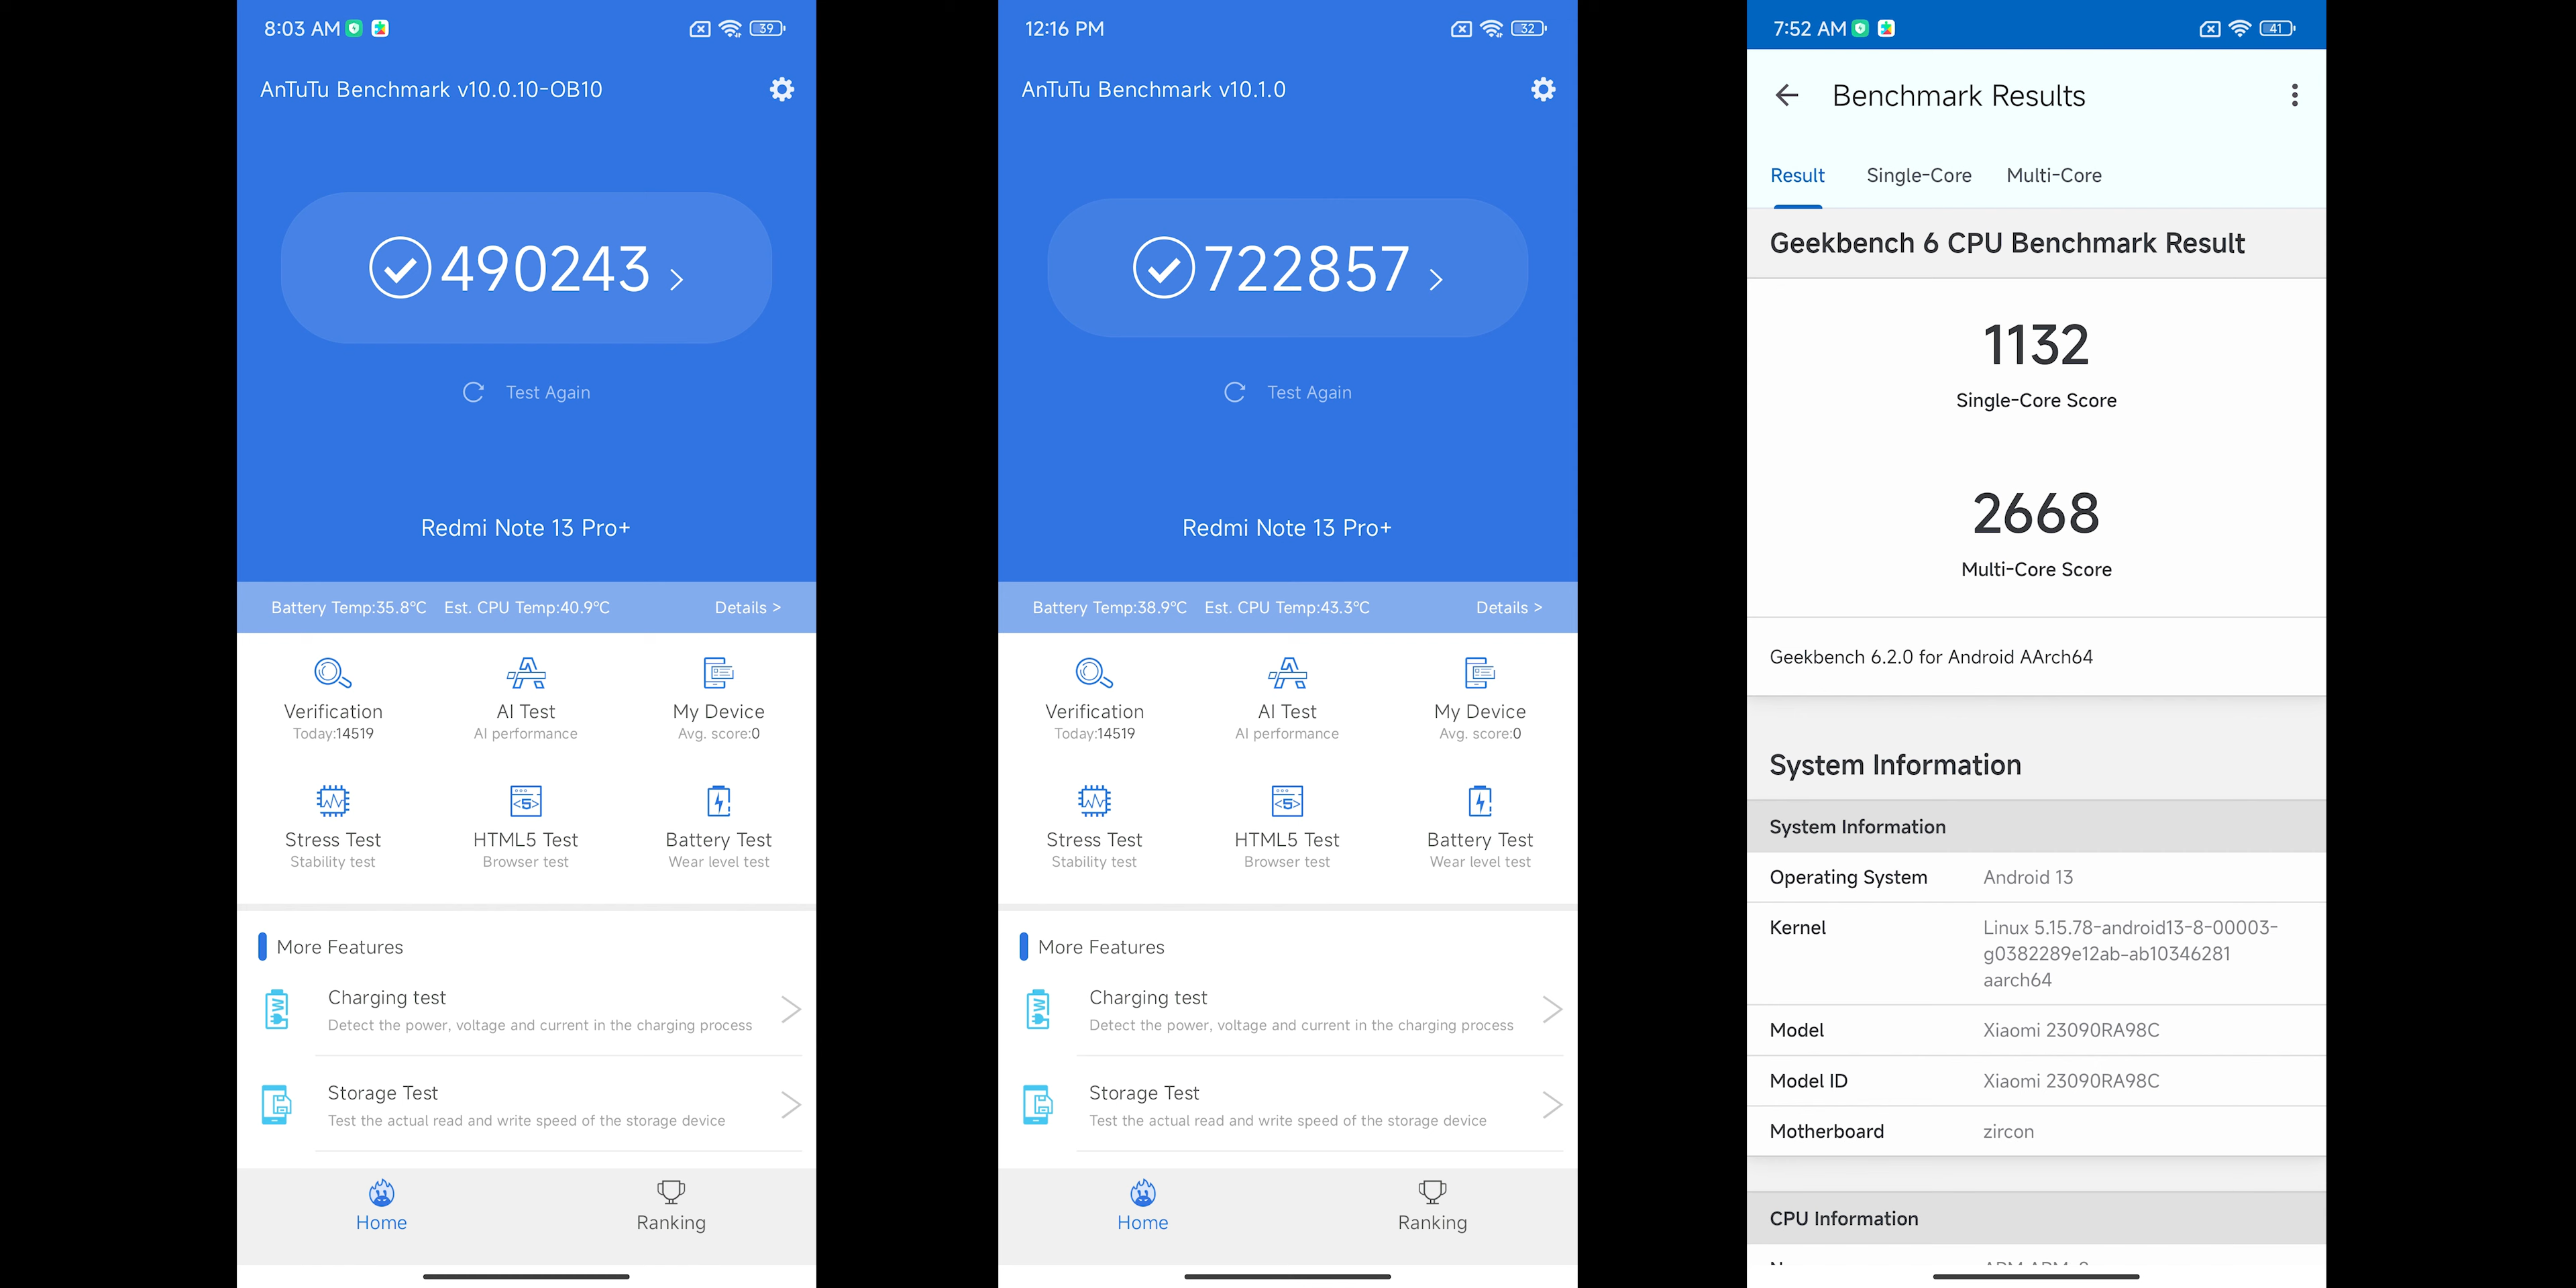 8:03 AM
39
AnTuTu Benchmark v10.0.10-OB10
490243 >
Test Again
Redmi Note 13 Pro+
Battery Temp:35.8°C Est. CPU Temp:40.9°C Details >
Verification
Today:14519
AI Test
AI performance
My Device
Avg. score:0
Stress Test
Stability test
<5>
HTML5 Test
Browser test
Battery Test
Wear level test
More Features
W
Charging test
Detect the power, voltage and current in the charging process
Storage Test
Test the actual read and write speed of the storage device
Home
Ranking
12:16 PM
32
AnTuTu Benchmark v10.1.0
722857 >
Test Again
Redmi Note 13 Pro+
Battery Temp:38.9°C Est. CPU Temp:43.3°C Details >
Verification
Today:14519
AI Test
AI performance
My Device
Avg. score:0
Stress Test
Stability test
<5>
HTML5 Test
Browser test
Battery Test
Wear level test
More Features
W
Charging test
Detect the power, voltage and current in the charging process
Storage Test
Test the actual read and write speed of the storage device
Home
Ranking
7:52 AM
41
Benchmark Results
Result Single-Core Multi-Core
Geekbench 6 CPU Benchmark Result
1132
Single-Core Score
2668
Multi-Core Score
Geekbench 6.2.0 for Android AArch64
System Information
System Information
Operating System Android 13
Kernel Linux 5.15.78-android13-8-00003-
g0382289e12ab-ab10346281
aarch64
Model Xiaomi 23090RA98C
Model ID Xiaomi 23090RA98C
Motherboard zircon
CPU Information